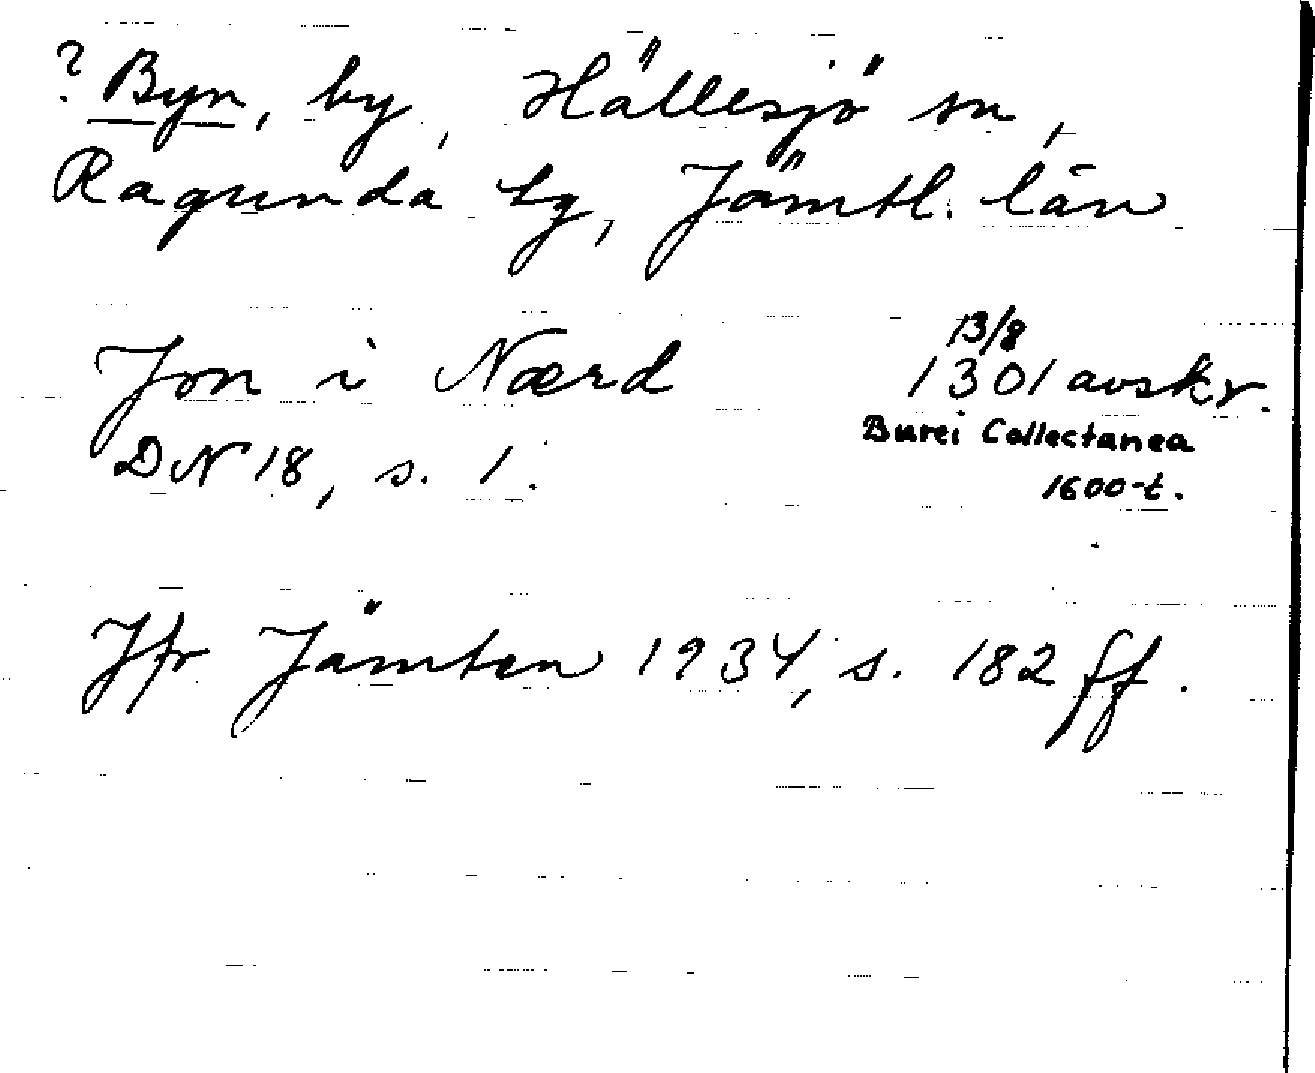 ? Byn, by, Hällesjö sn,
Ragunda tg, Jämtl. län
Jon i Nærd
13/8
1301 avskr.
Burei Collectanea
1600-t.
DN 18, s. 1.
Jfr Jämten 1934, s. 182 ff.